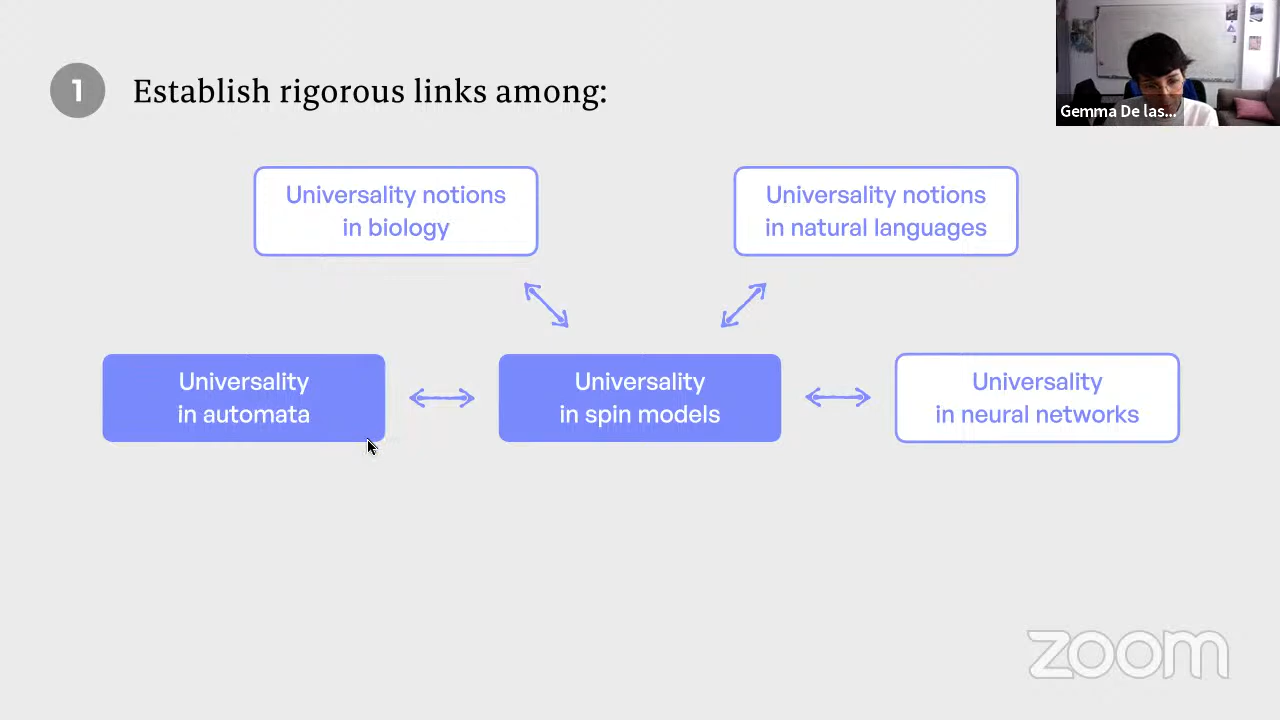 1 Establish rigorous links among:
Gemma De las...
Universality notions
in biology
Universality notions
in natural languages
Universality
in automata
Universality
in spin models
Universality
in neural networks
zoom